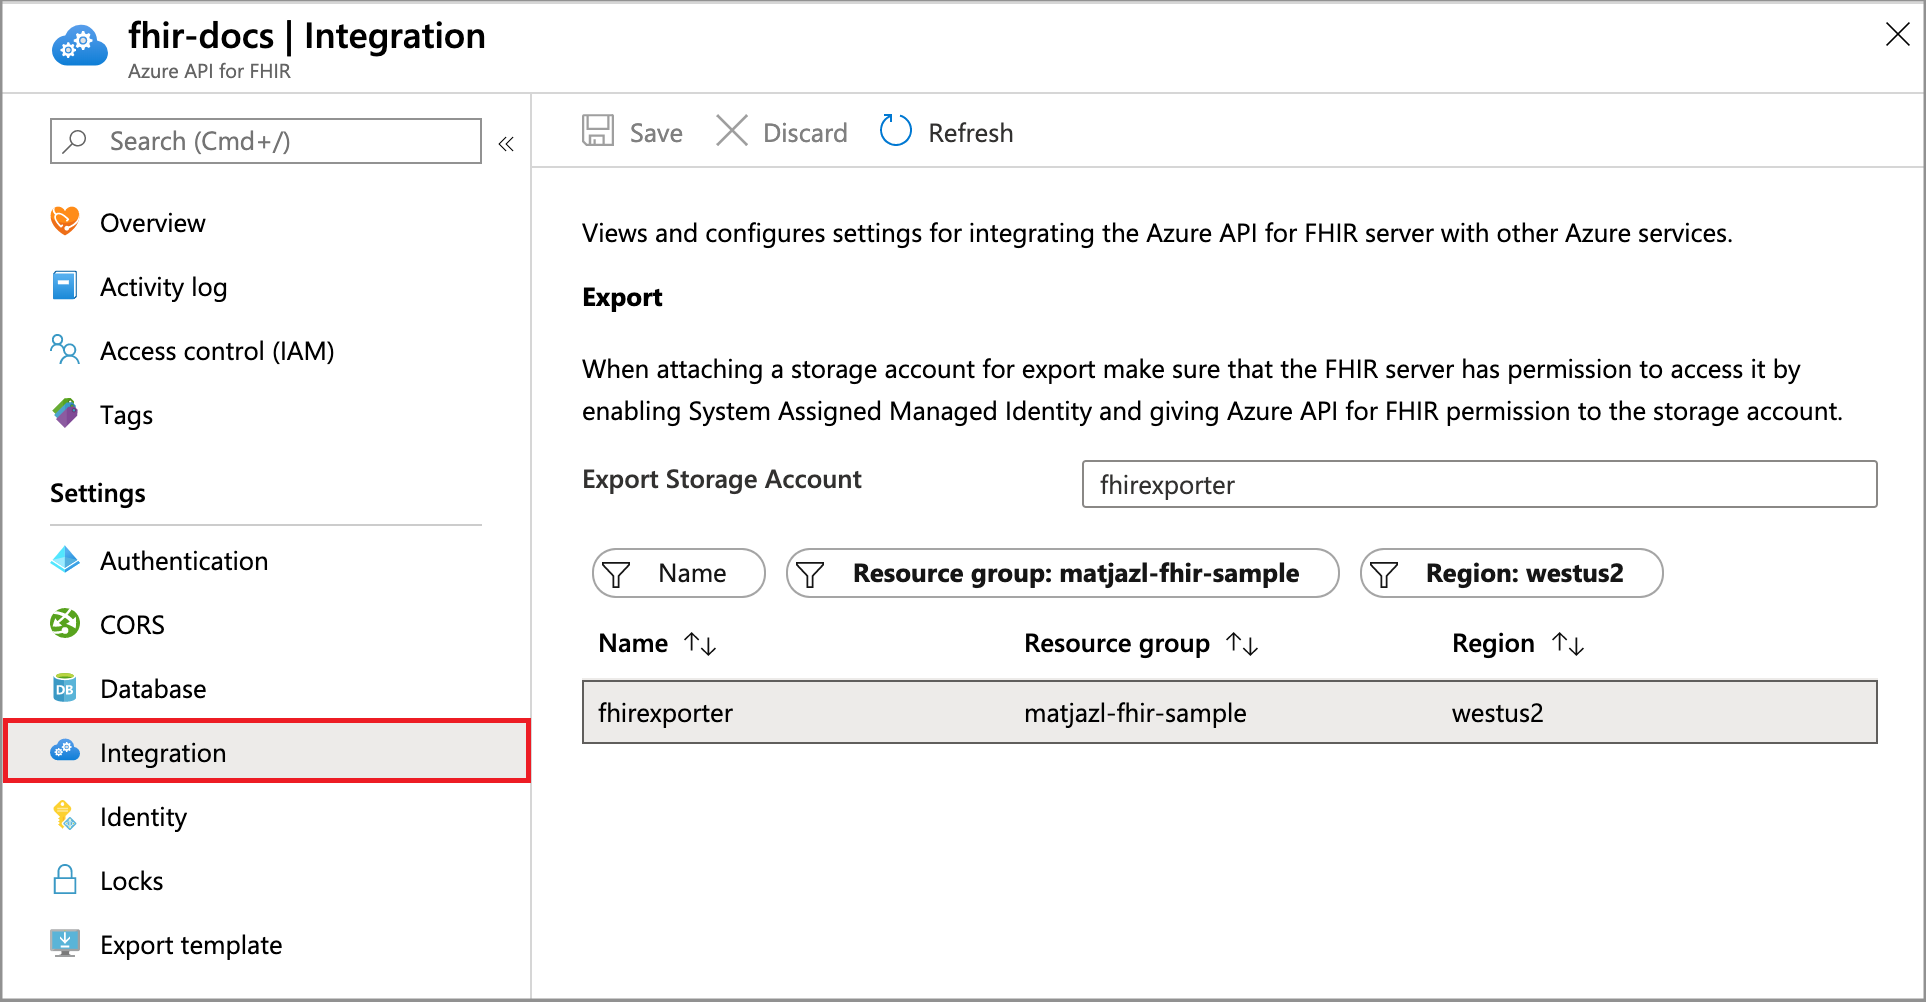 fhir-docs | Integration
Azure API for FHIR
Search (Cmd+/)
«
Overview
Activity log
Access control (IAM)
Tags
Settings
Authentication
CORS
DB
Database
Integration
Identity
Locks
Export template
Save
Discard
Refresh
Views and configures settings for integrating the Azure API for FHIR server with other Azure services.
Export
When attaching a storage account for export make sure that the FHIR server has permission to access it by
enabling System Assigned Managed Identity and giving Azure API for FHIR permission to the storage account.
Export Storage Account
fhirexporter
Name
Resource group: matjazl-fhir-sample
Region: westus2
Name ↑↓ Resource group ↑↓ Region ↑↓
fhirexporter matjazl-fhir-sample westus2